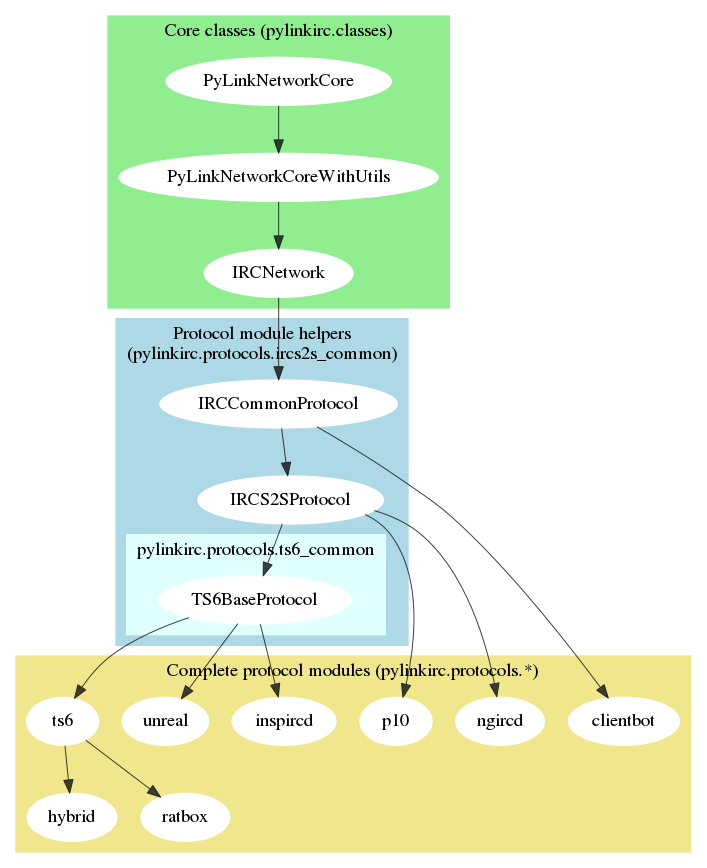 Core classes (pylinkirc.classes)
PyLinkNetworkCore
PyLinkNetworkCoreWithUtils
IRCNetwork
Protocol module helpers
(pylinkirc.protocols.ircs2s_common)
IRCCommonProtocol
IRCS2SProtocol
pylinkirc.protocols.ts6_common
TS6BaseProtocol
Complete protocol modules (pylinkirc.protocols.*)
ts6 unreal inspircd p10 ngircd clientbot
hybrid ratbox